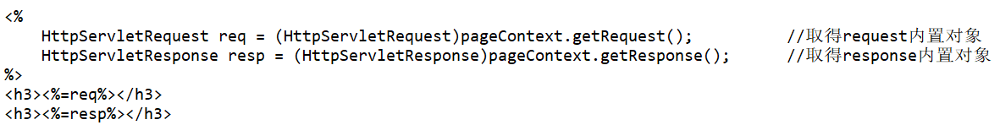 <%
    HttpServletRequest req = (HttpServletRequest)pageContext.getRequest();          //取得request内置对象
    HttpServletResponse resp = (HttpServletResponse)pageContext.getResponse();      //取得response内置对象
%>
<h3><%=req%></h3>
<h3><%=resp%></h3>